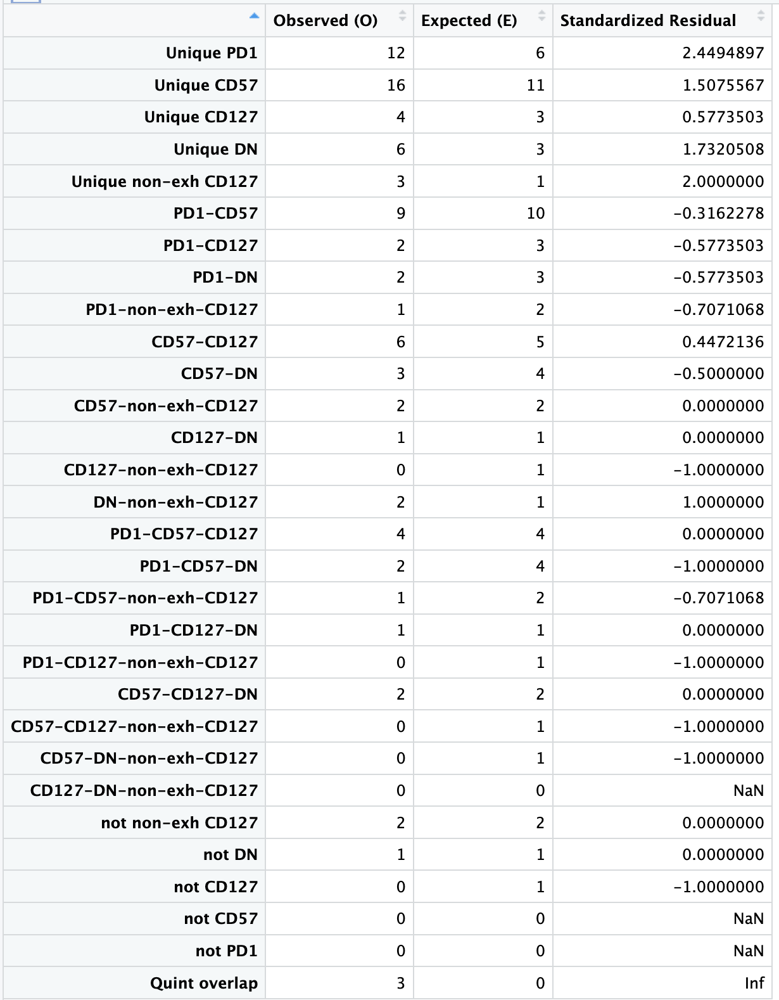 Observed (O) Expected (E) Standardized Residual
Unique PD1 12 6 2.4494897
Unique CD57 16 11 1.5075567
Unique CD127 4 3 0.5773503
Unique DN 6 3 1.7320508
Unique non-exh CD127 3 1 2.0000000
PD1-CD57 9 10 -0.3162278
PD1-CD127 2 3 -0.5773503
PD1-DN 2 3 -0.5773503
PD1-non-exh-CD127 1 2 -0.7071068
CD57-CD127 6 5 0.4472136
CD57-DN 3 4 -0.5000000
CD57-non-exh-CD127 2 2 0.0000000
CD127-DN 1 1 0.0000000
CD127-non-exh-CD127 0 1 -1.0000000
DN-non-exh-CD127 2 1 1.0000000
PD1-CD57-CD127 4 4 0.0000000
PD1-CD57-DN 2 4 -1.0000000
PD1-CD57-non-exh-CD127 1 2 -0.7071068
PD1-CD127-DN 1 1 0.0000000
PD1-CD127-non-exh-CD127 0 1 -1.0000000
CD57-CD127-DN 2 2 0.0000000
CD57-CD127-non-exh-CD127 0 1 -1.0000000
CD57-DN-non-exh-CD127 0 1 -1.0000000
CD127-DN-non-exh-CD127 0 0 NaN
not non-exh CD127 2 2 0.0000000
not DN 1 1 0.0000000
not CD127 0 1 -1.0000000
not CD57 0 0 NaN
not PD1 0 0 NaN
Quint overlap 3 0 Inf